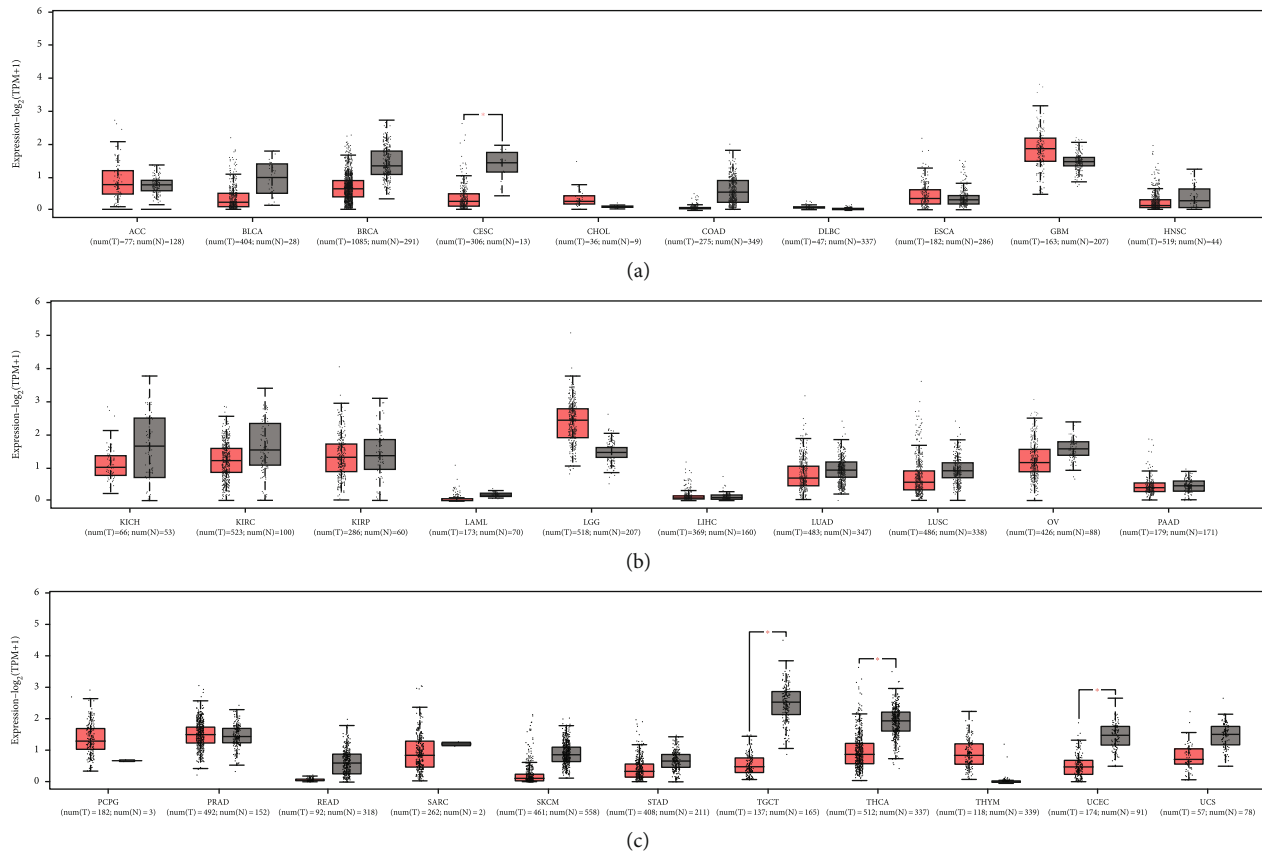 6
5
4
3
2
1
0
Expression−log2(TPM+1)
ACC BLCA BRCA CESC CHOL COAD DLBC ESCA GBM HNSC
(num(T)=77; num(N)=128) (num(T)=404; num(N)=28) (num(T)=1085; num(N)=291) (num(T)=306; num(N)=13) (num(T)=36; num(N)=9) (num(T)=275; num(N)=349) (num(T)=47; num(N)=337) (num(T)=182; num(N)=286) (num(T)=163; num(N)=207) (num(T)=519; num(N)=44)
(a)
6
5
4
3
2
1
0
Expression−log2(TPM+1)
KICH KIRC KIRP LAML LGG LIHC LUAD LUSC OV PAAD
(num(T)=66; num(N)=53) (num(T)=523; num(N)=100) (num(T)=286; num(N)=60) (num(T)=173; num(N)=70) (num(T)=518; num(N)=207) (num(T)=369; num(N)=160) (num(T)=483; num(N)=347) (num(T)=486; num(N)=338) (num(T)=426; num(N)=88) (num(T)=179; num(N)=171)
(b)
6
5
4
3
2
1
0
Expression−log2(TPM+1)
PCPG PRAD READ SARC SKCM STAD TGCT THCA THYM UCEC UCS
(num(T)=182; num(N)=3) (num(T)=492; num(N)=152) (num(T)=92; num(N)=318) (num(T)=262; num(N)=2) (num(T)=461; num(N)=558) (num(T)=408; num(N)=211) (num(T)=137; num(N)=165) (num(T)=512; num(N)=337) (num(T)=118; num(N)=339) (num(T)=174; num(N)=91) (num(T)=57; num(N)=78)
(c)